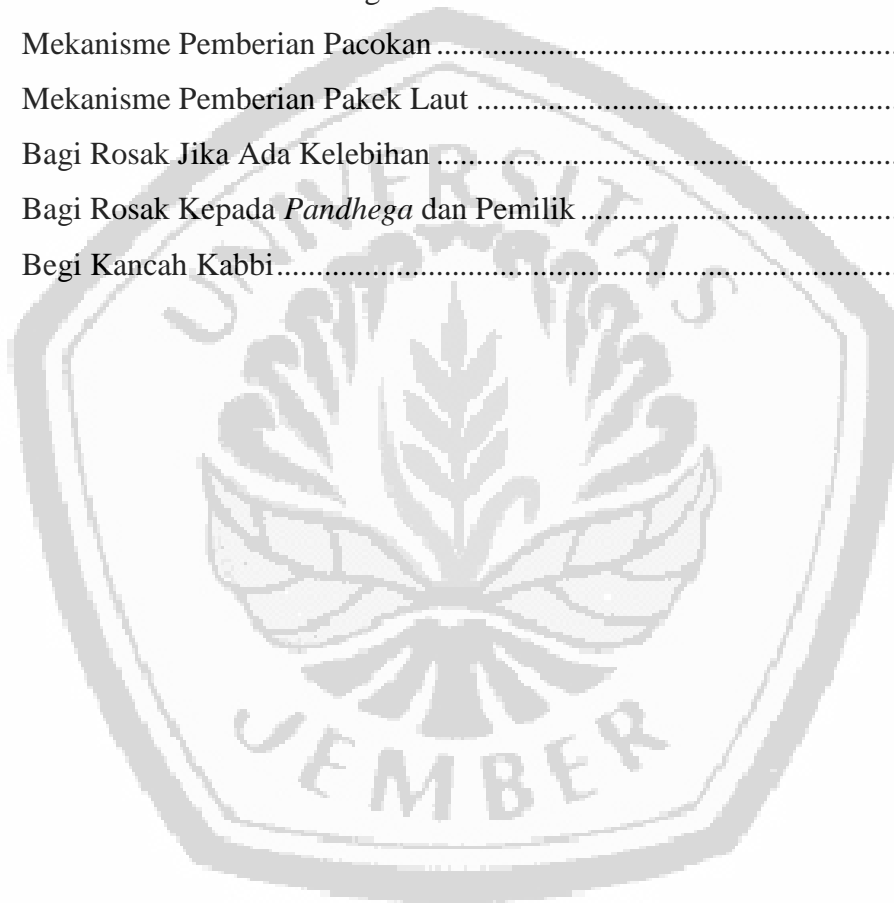 Mekanisme Pemberian Pacokan
Mekanisme Pemberian Pakek Laut
Bagi Rosak Jika Ada Kelebihan
Bagi Rosak Kepada Pandhega dan Pemilik
Begi Kancah Kabbi
UNIVERSITAS
JEMBER